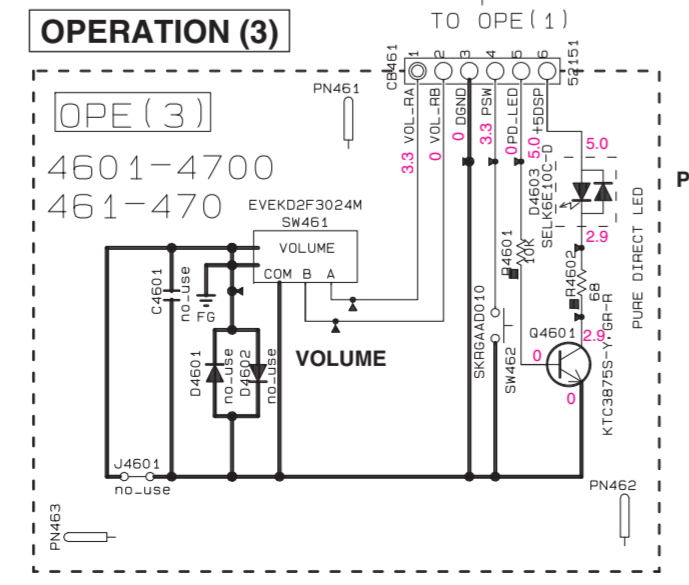 OPERATION (3)
TO OPE(1)
CB461
1 2 3 4 5 6
52151
VOL_RA
VOL_RB
DGND
PSW
PD_LED
+5DSP
3.3
0
0
3.3
0
5.0
PN461
OPE(3)
4601-4700
461-470
EVEKD2F3024M
SW461
VOLUME
COM B A
C4601
no_use
FG
D4601
no_use
D4602
no_use
VOLUME
SKRGAAD010
SW462
R4601
10K
D4603
SELK6E10C-D
5.0
2.9
P
PURE DIRECT LED
R4602
68
2.9
Q4601
0
0
KTC3875S-Y,GR-R
J4601
no_use
PN463
PN462